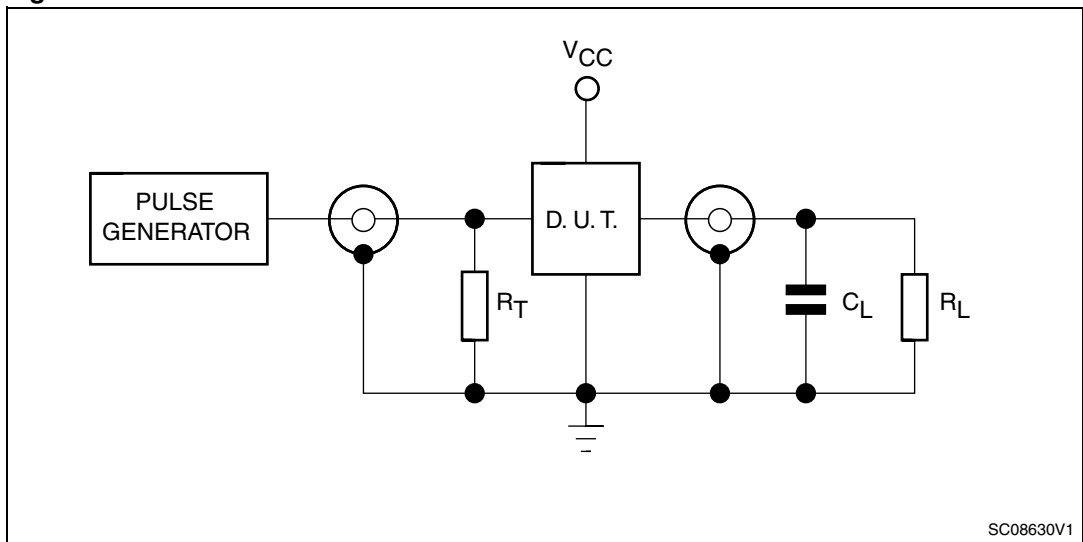 VCC
PULSE
GENERATOR
D. U. T.
RT
CL
RL
SC08630V1